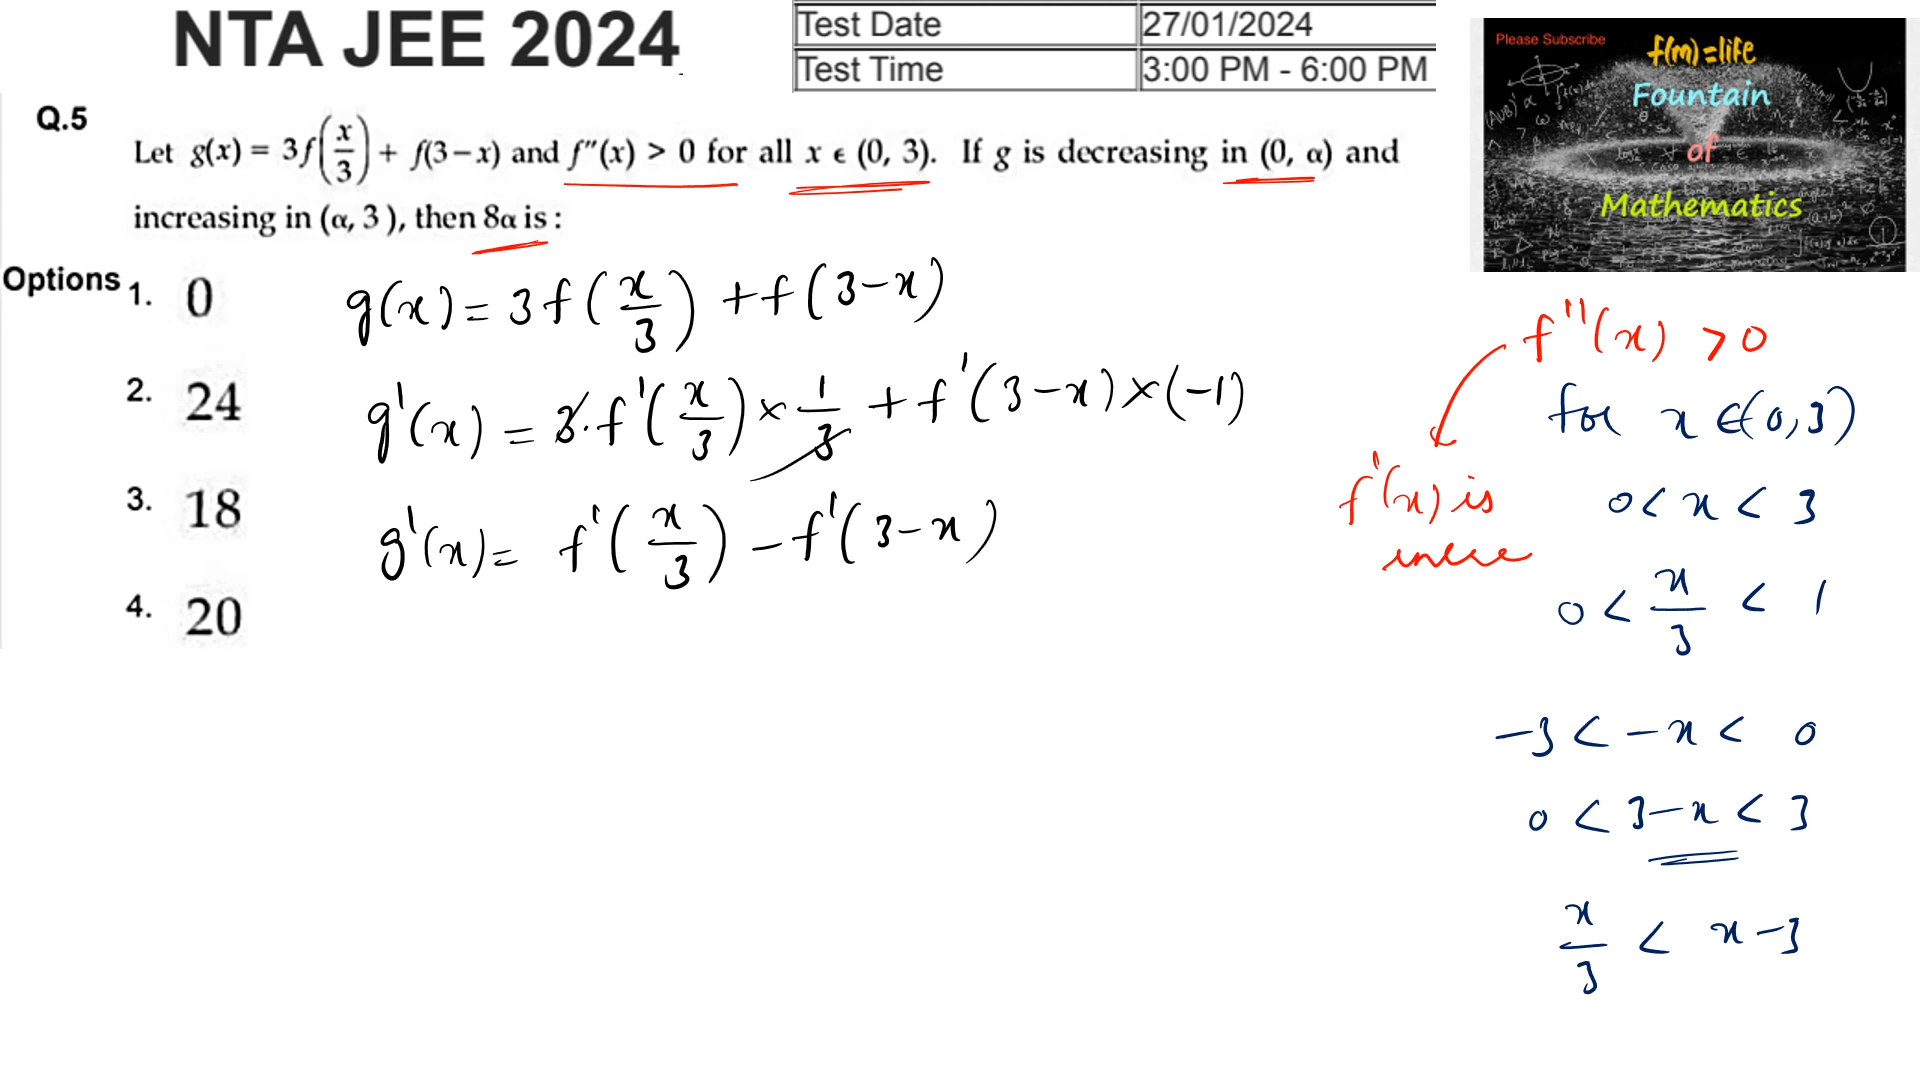 NTA JEE 2024
Test Date 27/01/2024
Test Time 3:00 PM - 6:00 PM
Please Subscribe
f(m)=life
Fountain
of
Mathematics
Q.5
Let g(x) = 3f(x/3) + f(3−x) and f″(x) > 0 for all x ϵ (0, 3). If g is decreasing in (0, α) and
increasing in (α, 3 ), then 8α is :
Options 1. 0
2. 24
3. 18
4. 20
g(x) = 3f(x/3) + f(3−x)
g'(x) = 3·f'(x/3) × 1/3 + f'(3−x) × (−1)
g'(x) = f'(x/3) − f'(3−x)
f''(x) > 0
for x ∈ (0,3)
f'(x) is
0 < x < 3
0 < x/3 < 1
−3 < −x < 0
0 < 3−x < 3
x/3 < x−3